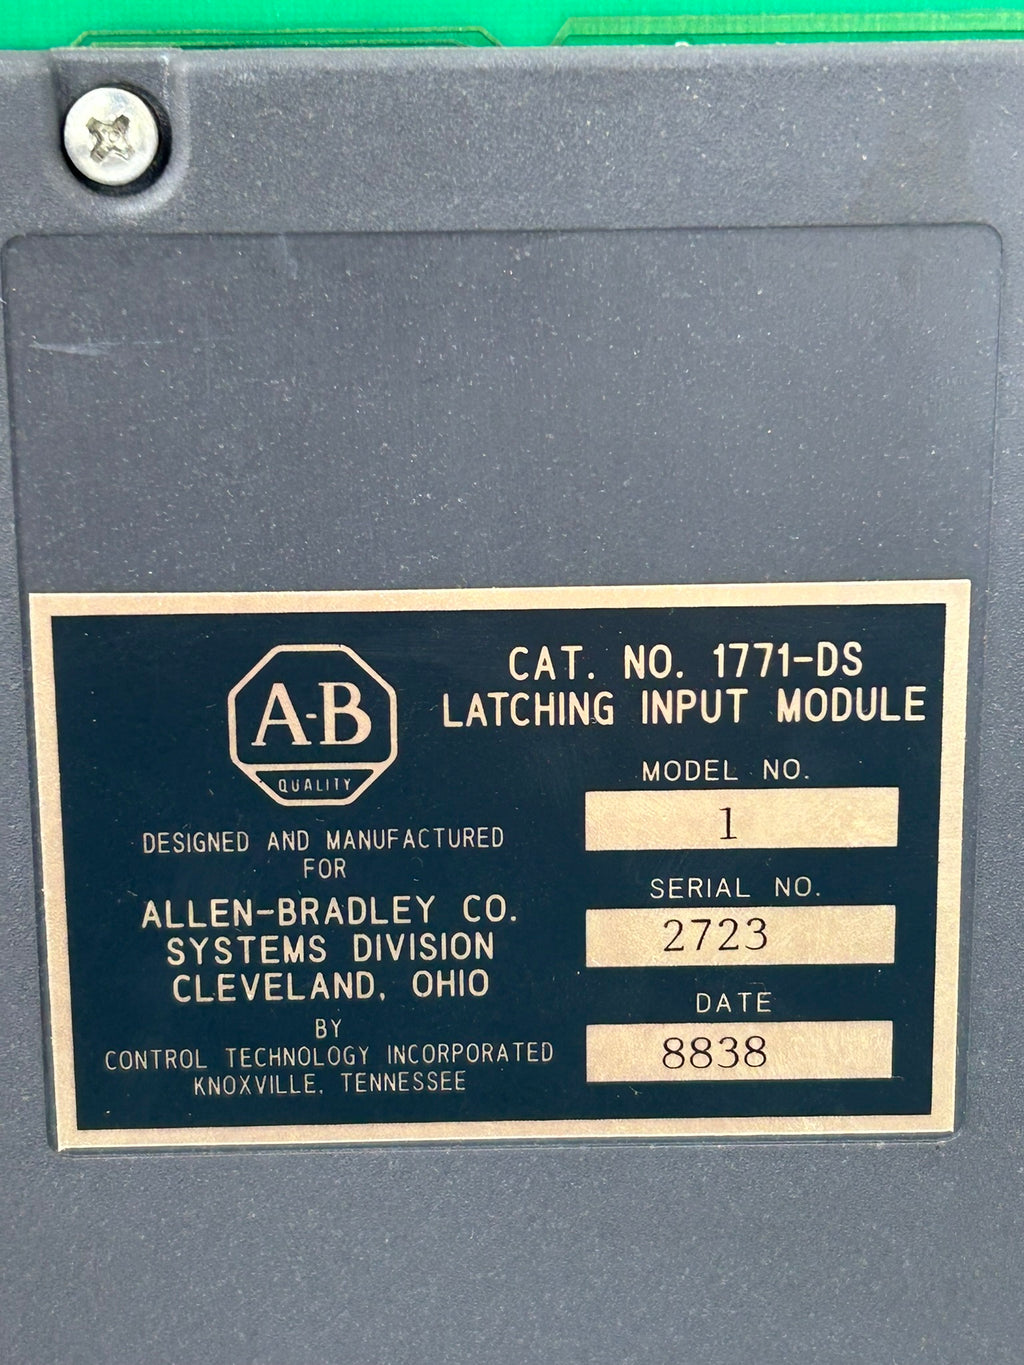 A-B
QUALITY
DESIGNED AND MANUFACTURED
FOR
ALLEN-BRADLEY CO.
SYSTEMS DIVISION
CLEVELAND, OHIO
BY
CONTROL TECHNOLOGY INCORPORATED
KNOXVILLE, TENNESSEE
CAT. NO. 1771-DS
LATCHING INPUT MODULE
MODEL NO.
1
SERIAL NO.
2723
DATE
8838